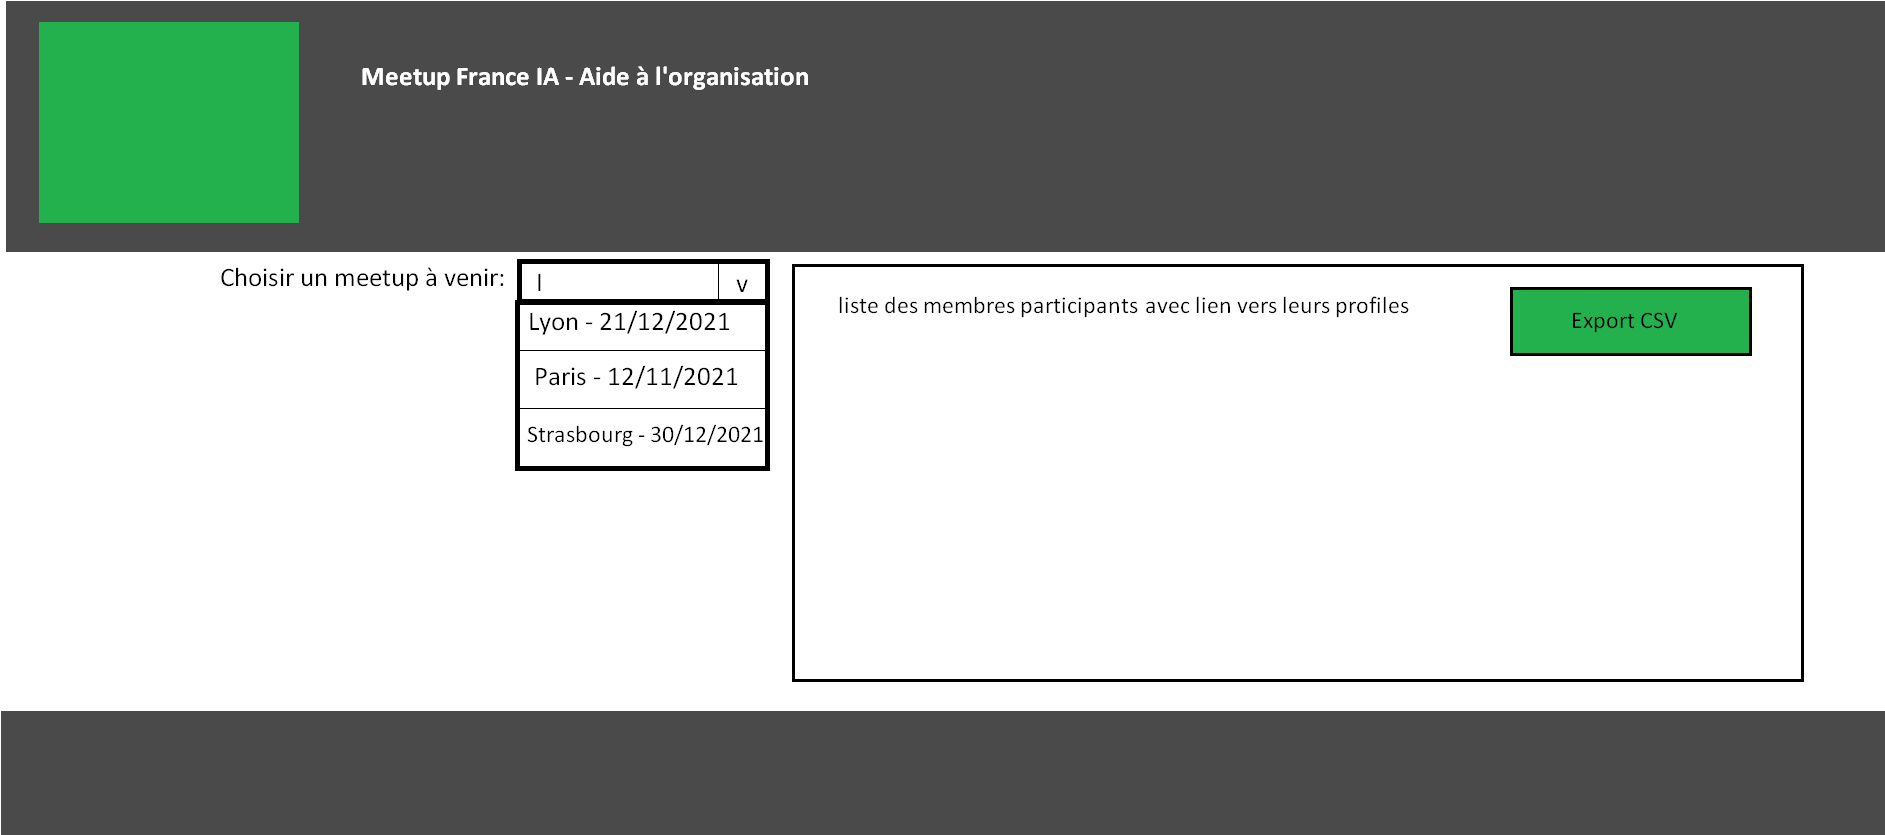 Meetup France IA - Aide à l'organisation
Choisir un meetup à venir:
l
v
Lyon - 21/12/2021
Paris - 12/11/2021
Strasbourg - 30/12/2021
liste des membres participants avec lien vers leurs profiles
Export CSV